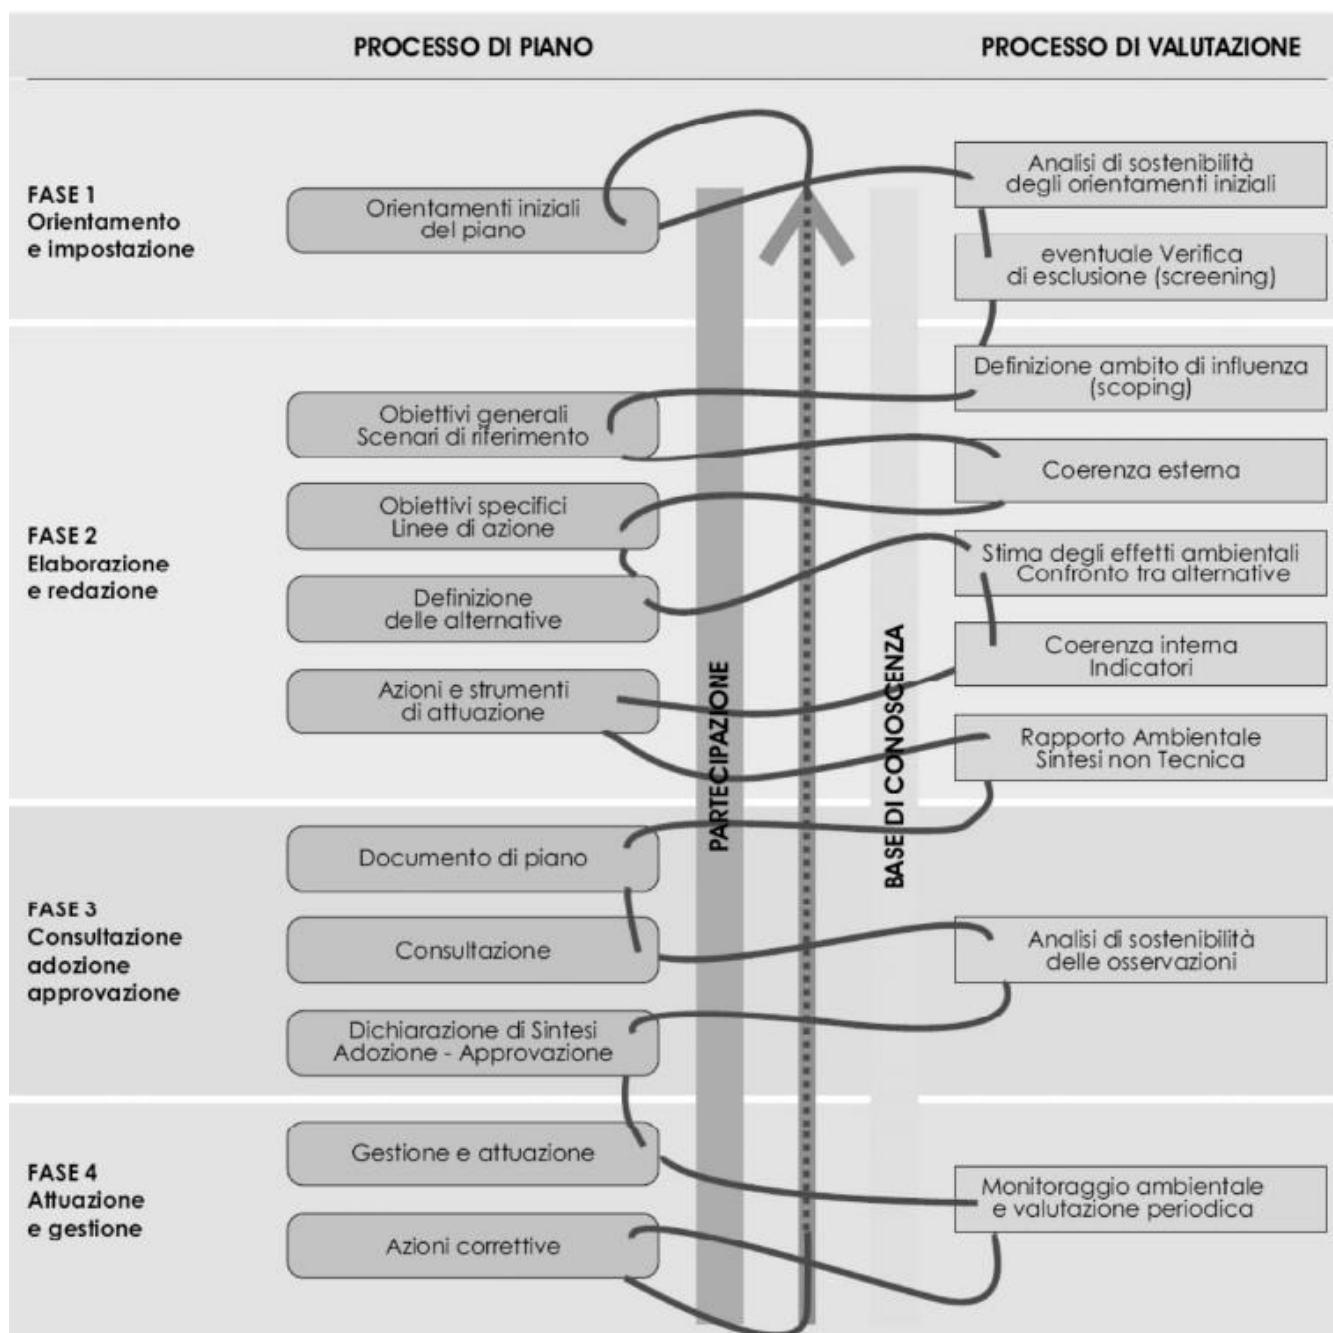 PROCESSO DI PIANO
PROCESSO DI VALUTAZIONE
FASE 1
Orientamento
e impostazione
Orientamenti iniziali
del piano
Analisi di sostenibilità
degli orientamenti iniziali
eventuale Verifica
di esclusione (screening)
FASE 2
Elaborazione
e redazione
Obiettivi generali
Scenari di riferimento
Obiettivi specifici
Linee di azione
Definizione
delle alternative
Azioni e strumenti
di attuazione
Definizione ambito di influenza
(scoping)
Coerenza esterna
Stima degli effetti ambientali
Confronto tra alternative
Coerenza interna
Indicatori
Rapporto Ambientale
Sintesi non Tecnica
PARTECIPAZIONE
BASE DI CONOSCENZA
FASE 3
Consultazione
adozione
approvazione
Documento di piano
Consultazione
Dichiarazione di Sintesi
Adozione - Approvazione
Analisi di sostenibilità
delle osservazioni
FASE 4
Attuazione
e gestione
Gestione e attuazione
Azioni correttive
Monitoraggio ambientale
e valutazione periodica